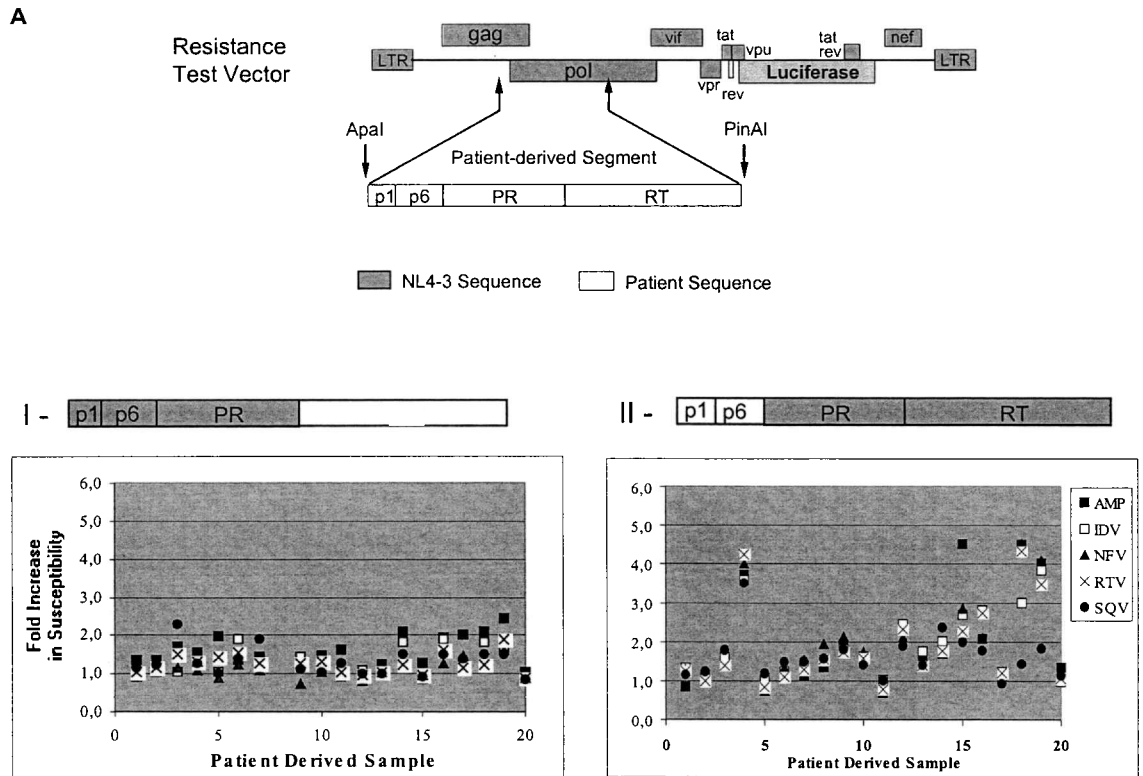 A
Resistance
Test Vector
LTR
gag
pol
vif
vpr
tat
rev
vpu
Luciferase
tat
rev
nef
LTR
ApaI
PinAI
Patient-derived Segment
p1 p6 PR RT
NL4-3 Sequence
Patient Sequence
I - p1 p6 PR
II - p1 p6 PR RT
Fold Increase
in Susceptibility
6,0
5,0
4,0
3,0
2,0
1,0
0,0
0 5 10 15 20
Patient Derived Sample
6,0
5,0
4,0
3,0
2,0
1,0
0,0
0 5 10 15 20
Patient Derived Sample
AMP
IDV
NFV
RTV
SQV